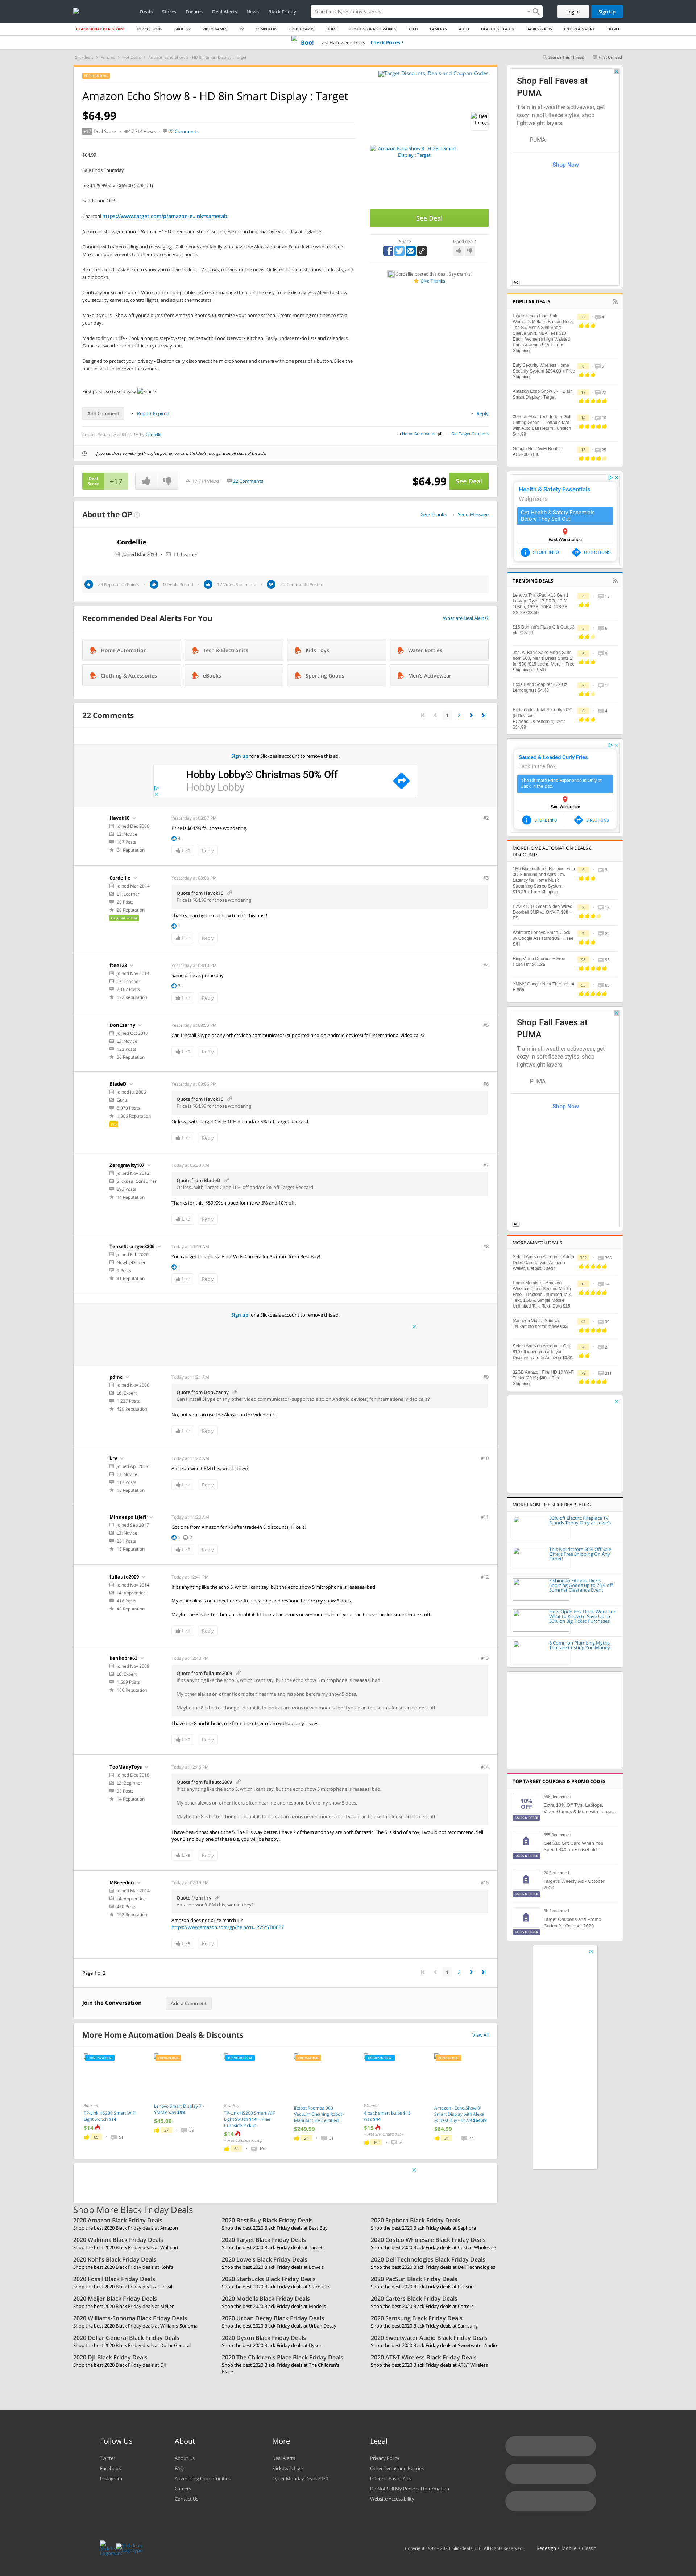 Deals Stores Forums Deal Alerts News Black Friday
Search deals, coupons & stores
Log In
Sign Up
BLACK FRIDAY DEALS 2020 TOP COUPONS GROCERY VIDEO GAMES TV COMPUTERS CREDIT CARDS HOME CLOTHING & ACCESSORIES TECH CAMERAS AUTO HEALTH & BEAUTY BABIES & KIDS ENTERTAINMENT TRAVEL
Boo! Last Halloween Deals Check Prices ›
Search This Thread First Unread
Target Discounts, Deals and Coupon Codes
Amazon Echo Show 8 - HD 8in Smart Display : Target
$64.99
+17 Deal Score 17,714 Views 22 Comments
Deal Image
$64.99
Sale Ends Thursday
reg $129.99 Save $65.00 (50% off)
Sandstone OOS
Charcoal https://www.target.com/p/amazon-e...nk=sametab
Alexa can show you more - With an 8" HD screen and stereo sound, Alexa can help manage your day at a glance.
Connect with video calling and messaging - Call friends and family who have the Alexa app or an Echo device with a screen. Make announcements to other devices in your home.
Be entertained - Ask Alexa to show you movie trailers, TV shows, movies, or the news. Or listen to radio stations, podcasts, and audiobooks.
Control your smart home - Voice control compatible devices or manage them on the easy-to-use display. Ask Alexa to show you security cameras, control lights, and adjust thermostats.
Make it yours - Show off your albums from Amazon Photos. Customize your home screen. Create morning routines to start your day.
Made to fit your life - Cook along to step-by-step recipes with Food Network Kitchen. Easily update to-do lists and calendars. Glance at weather and traffic on your way out.
Designed to protect your privacy - Electronically disconnect the microphones and camera with one press of a button. Slide the built-in shutter to cover the camera.
First post...so take it easy Smilie
Amazon Echo Show 8 - HD 8in Smart Display : Target
See Deal
Share
Good deal?
Cordellie posted this deal. Say thanks!
Give Thanks
Add Comment Report Expired Reply
Created Yesterday at 03:04 PM by Cordellie
in Home Automation (4) Get Target Coupons
If you purchase something through a post on our site, Slickdeals may get a small share of the sale.
Deal Score +17 17,714 Views 22 Comments $64.99 See Deal
About the OP
Give Thanks Send Message
Cordellie
Joined Mar 2014 L1: Learner
29 Reputation Points 0 Deals Posted 17 Votes Submitted 20 Comments Posted
Recommended Deal Alerts For You
What are Deal Alerts?
Home Automation Tech & Electronics Kids Toys Water Bottles
Clothing & Accessories eBooks Sporting Goods Men's Activewear
22 Comments
1 2
Sign up for a Slickdeals account to remove this ad.
Hobby Lobby® Christmas 50% Off
Hobby Lobby
Havok10
Joined Dec 2006
L3: Novice
187 Posts
64 Reputation
Yesterday at 03:07 PM
#2
Price is $64.99 for those wondering.
4
Like Reply
Cordellie
Joined Mar 2014
L1: Learner
20 Posts
29 Reputation
Original Poster
Yesterday at 03:08 PM
#3
Quote from Havok10
Price is $64.99 for those wondering.
Thanks...can figure out how to edit this post!
1
Like Reply
ftee123
Joined Nov 2014
L7: Teacher
2,102 Posts
172 Reputation
Yesterday at 03:10 PM
#4
Same price as prime day
3
Like Reply
DonCzarny
Joined Oct 2017
L3: Novice
122 Posts
38 Reputation
Yesterday at 08:55 PM
#5
Can I install Skype or any other video communicator (supported also on Android devices) for international video calls?
Like Reply
BladeD
Joined Jul 2006
Guru
8,070 Posts
1,306 Reputation
Pro
Yesterday at 09:06 PM
#6
Quote from Havok10
Price is $64.99 for those wondering.
Or less...with Target Circle 10% off and/or 5% off Target Redcard.
Like Reply
Zerogravity107
Joined Nov 2012
Slickdeal Consumer
293 Posts
44 Reputation
Today at 05:30 AM
#7
Quote from BladeD
Or less...with Target Circle 10% off and/or 5% off Target Redcard.
Thanks for this. $59.XX shipped for me w/ 5% and 10% off.
Like Reply
TenseStranger8206
Joined Feb 2020
NewbieDealer
9 Posts
41 Reputation
Today at 10:49 AM
#8
You can get this, plus a Blink Wi-Fi Camera for $5 more from Best Buy!
1
Like Reply
Sign up for a Slickdeals account to remove this ad.
pdinc
Joined Nov 2006
L6: Expert
1,237 Posts
429 Reputation
Today at 11:21 AM
#9
Quote from DonCzarny
Can I install Skype or any other video communicator (supported also on Android devices) for international video calls?
No, but you can use the Alexa app for video calls.
Like Reply
i.rv
Joined Apr 2017
L3: Novice
117 Posts
18 Reputation
Today at 11:22 AM
#10
Amazon won't PM this, would they?
Like Reply
MinneapolisJeff
Joined Sep 2017
L3: Novice
231 Posts
18 Reputation
Today at 11:23 AM
#11
Got one from Amazon for $8 after trade-in & discounts, I like it!
1 2
Like Reply
fullauto2009
Joined Nov 2014
L4: Apprentice
418 Posts
49 Reputation
Today at 12:41 PM
#12
If its anything like the echo 5, which i cant say, but the echo show 5 microphone is reaaaaal bad.
My other alexas on other floors often hear me and respond before my show 5 does.
Maybe the 8 is better though i doubt it. Id look at amazons newer models tbh if you plan to use this for smarthome stuff
Like Reply
kenkobra63
Joined Nov 2009
L6: Expert
1,599 Posts
186 Reputation
Today at 12:43 PM
#13
Quote from fullauto2009
If its anything like the echo 5, which i cant say, but the echo show 5 microphone is reaaaaal bad.
My other alexas on other floors often hear me and respond before my show 5 does.
Maybe the 8 is better though i doubt it. Id look at amazons newer models tbh if you plan to use this for smarthome stuff
I have the 8 and it hears me from the other room without any issues.
Like Reply
TooManyToys
Joined Dec 2016
L2: Beginner
35 Posts
14 Reputation
Today at 12:46 PM
#14
Quote from fullauto2009
If its anything like the echo 5, which i cant say, but the echo show 5 microphone is reaaaaal bad.
My other alexas on other floors often hear me and respond before my show 5 does.
Maybe the 8 is better though i doubt it. Id look at amazons newer models tbh if you plan to use this for smarthome stuff
I have heard that about the 5. The 8 is way better. I have 2 of them and they are both fantastic. The 5 is kind of a toy, I would not recommend. Sell your 5 and buy one of these 8's, you will be happy.
Like Reply
MBreeden
Joined Mar 2014
L4: Apprentice
460 Posts
102 Reputation
Today at 02:19 PM
#15
Quote from i.rv
Amazon won't PM this, would they?
Amazon does not price match
Like Reply
Page 1 of 2
1 2
Join the Conversation
Add a Comment
More Home Automation Deals & Discounts
View All
TP-Link HS200 Smart WiFi Light Switch $14
$14
Lenovo Smart Display 7 - YMMV was $99
$45.00
Best Buy
TP-Link HS200 Smart WiFi Light Switch $14 + Free Curbside Pickup
$14
Roborock... Vacuum Cleaning Robot - Manufacture Certified...
$249.99
4 pack smart bulbs $15 was $44
$15
Amazon - Echo Show 8" Smart Display with Alexa @ Best Buy - 64.99 $64.99
$64.99
Shop More Black Friday Deals
2020 Amazon Black Friday Deals
Shop the best 2020 Black Friday deals at Amazon
2020 Best Buy Black Friday Deals
Shop the best 2020 Black Friday deals at Best Buy
2020 Sephora Black Friday Deals
Shop the best 2020 Black Friday deals at Sephora
2020 Walmart Black Friday Deals
Shop the best 2020 Black Friday deals at Walmart
2020 Target Black Friday Deals
Shop the best 2020 Black Friday deals at Target
2020 Costco Wholesale Black Friday Deals
Shop the best 2020 Black Friday deals at Costco Wholesale
2020 Kohl's Black Friday Deals
Shop the best 2020 Black Friday deals at Kohl's
2020 Lowe's Black Friday Deals
Shop the best 2020 Black Friday deals at Lowe's
2020 Dell Technologies Black Friday Deals
Shop the best 2020 Black Friday deals at Dell Technologies
2020 Fossil Black Friday Deals
Shop the best 2020 Black Friday deals at Fossil
2020 Starbucks Black Friday Deals
Shop the best 2020 Black Friday deals at Starbucks
2020 PacSun Black Friday Deals
Shop the best 2020 Black Friday deals at PacSun
2020 Meijer Black Friday Deals
Shop the best 2020 Black Friday deals at Meijer
2020 Modells Black Friday Deals
Shop the best 2020 Black Friday deals at Modells
2020 Carters Black Friday Deals
Shop the best 2020 Black Friday deals at Carters
2020 Williams-Sonoma Black Friday Deals
Shop the best 2020 Black Friday deals at Williams-Sonoma
2020 Urban Decay Black Friday Deals
Shop the best 2020 Black Friday deals at Urban Decay
2020 Samsung Black Friday Deals
Shop the best 2020 Black Friday deals at Samsung
2020 Dollar General Black Friday Deals
Shop the best 2020 Black Friday deals at Dollar General
2020 Dyson Black Friday Deals
Shop the best 2020 Black Friday deals at Dyson
2020 Sweetwater Audio Black Friday Deals
Shop the best 2020 Black Friday deals at Sweetwater Audio
2020 DJI Black Friday Deals
Shop the best 2020 Black Friday deals at DJI
2020 The Children's Place Black Friday Deals
Shop the best 2020 Black Friday deals at The Children's Place
2020 AT&T Wireless Black Friday Deals
Shop the best 2020 Black Friday deals at AT&T Wireless
Shop Fall Faves at PUMA
Train in all-weather activewear, get cozy in soft fleece styles, shop lightweight layers
PUMA
Shop Now
Ad
POPULAR DEALS
Express.com Final Sale: Women's Metallic Bateau Neck Tee $5, Men's Slim Short Sleeve Shirt, NBA Tees $10 Each, Women's High Waisted Pants & Jeans $15 + Free Shipping
Eufy Security Wireless Home Security System $294.09 + Free Shipping
Amazon Echo Show 8 - HD 8in Smart Display : Target
30% off Abco Tech Indoor Golf Putting Green – Portable Mat with Auto Ball Return Function $44.99
Google Nest WiFi Router AC2200 $130
Health & Safety Essentials
Walgreens
Get Health & Safety Essentials Before They Sell Out.
East Wenatchee
STORE INFO DIRECTIONS
TRENDING DEALS
Lenovo ThinkPad X13 Gen 1 Laptop: Ryzen 7 PRO, 13.3" 1080p, 16GB DDR4, 128GB SSD $603.50
$15 Domino's Pizza Gift Card, 3 pk. $35.99
Jos. A. Bank Sale: Men's Suits from $60, Men's Dress Shirts 2 for $30 ($15 each), More + Free Shipping on $50+
Ecos Hand Soap refill 32 Oz Lemongrass $4.49
Bitdefender Total Security 2021 (5 Devices, PC/Mac/iOS/Android): 2-Yr $34.99
Sauced & Loaded Curly Fries
Jack in the Box
The Ultimate Fries Experience is Only at Jack in the Box.
East Wenatchee
STORE INFO DIRECTIONS
MORE HOME AUTOMATION DEALS & DISCOUNTS
16W Bluetooth 5.0 Receiver with 3D Surround and AptX Low Latency for Home Music Streaming Stereo System - $18.29 + Free Shipping
EZVIZ DB1 Smart Video Wired Doorbell 3MP w/ ONVIF, $80 + FS
Walmart: Lenovo Smart Clock w/ Google Assistant $39 + Free S/H
Ring Video Doorbell + Free Echo Dot $61.28
YMMV Google Nest Thermostat E $69
Shop Fall Faves at PUMA
Train in all-weather activewear, get cozy in soft fleece styles, shop lightweight layers
PUMA
Shop Now
Ad
MORE AMAZON DEALS
Select Amazon Accounts: Add a Debit Card to your Amazon Wallet, Get $25 Credit
Prime Members: Amazon Wireless Plans Second Month Free - Tracfone Unlimited Talk, Text, 1GB & Simple Mobile Unlimited Talk, Text, Data $15
[Amazon Video] Shin'ya Tsukamoto horror movies $3
Select Amazon Accounts: Get $10 off when you add your Discover card to Amazon $0.01
32GB Amazon Fire HD 10 Wi-Fi Tablet (2019) $80 + Free Shipping
MORE FROM THE SLICKDEALS BLOG
30% off Electric Fireplace TV Stands Today Only at Lowe's
This Nordstrom 60% Off Sale Offers Free Shipping On Any Order!
Fishing to Fitness: Dick's Sporting Goods up to 75% off Summer Clearance Event
How Open Box Deals Work and What to Know to Save Up to 50% on Big Ticket Purchases
8 Common Plumbing Myths That are Costing You Money
TOP TARGET COUPONS & PROMO CODES
10% OFF
SALES & OFFER
Extra 10% Off TVs, Laptops, Video Games & More with Targe...
SALES & OFFER
Get $10 Gift Card When You Spend $40 on Household...
SALES & OFFER
Target's Weekly Ad - October 2020
SALES & OFFER
Target Coupons and Promo Codes for October 2020
Follow Us
Twitter
Facebook
Instagram
About
About Us
FAQ
Advertising Opportunities
Careers
Contact Us
More
Deal Alerts
Slickdeals Live
Cyber Monday Deals 2020
Legal
Privacy Policy
Other Terms and Policies
Interest Based Ads
Do Not Sell My Personal Information
Website Accessibility
Copyright 1999 - 2020. Slickdeals, LLC. All Rights Reserved. Redesign • Mobile • Classic